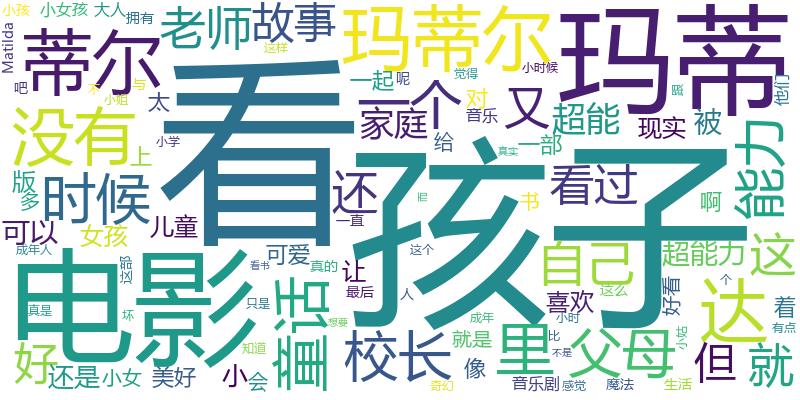 小孩 小女孩 大人 拥有
Matilda
蒂尔
老师
故事
这样
玛蒂尔
玛蒂
吧
与
小姐
不
太
一起
呢
觉得
小时候
他们
没有
小学
看
家庭
一个
对
音乐
又
超能
现实
被
能力
上
给
一部
真实
版
多
时候
还
孩子
看过
书
啊
可以
女孩
儿童
一直
这个
自己
超能力
这
成年人
这部
看书
可爱
真的
让
最后
人
喜欢
这么
好看
个
着
有点
电影
真是
坏
只是
童话
想要
成年
小时
达
知道
校长
就是
里
比
不是
父母
小姑
但
就
好
还是
小女
美好
小
会
像
奇幻
音乐剧
感觉
魔法
生活